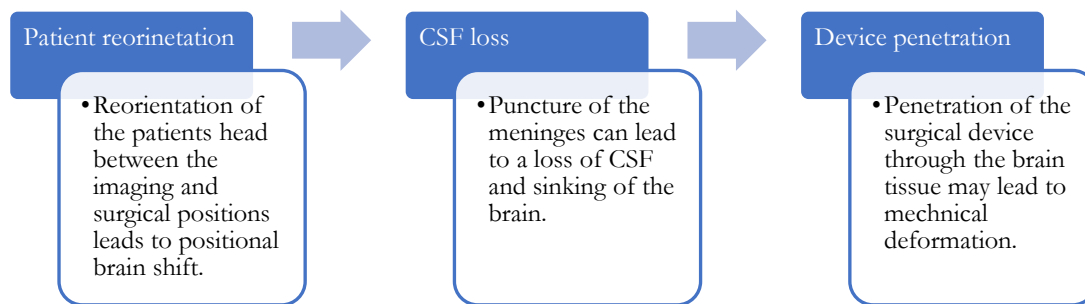 Patient reorinetation
•Reorientation of
the patients head
between the
imaging and
surgical positions
leads to positional
brain shift.
CSF loss
•Puncture of the
meninges can lead
to a loss of CSF
and sinking of the
brain.
Device penetration
•Penetration of the
surgical device
through the brain
tissue may lead to
mechnical
deformation.